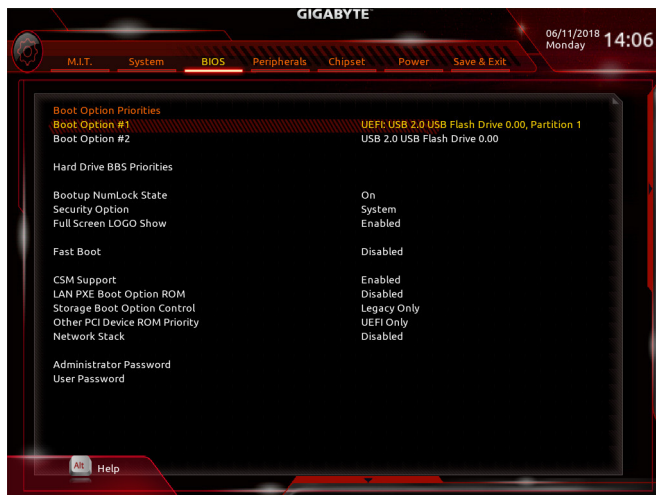 GIGABYTE™
06/11/2018 14:06
Monday
M.I.T. System BIOS Peripherals Chipset Power Save & Exit
Boot Option Priorities
Boot Option #1 UEFI: USB 2.0 USB Flash Drive 0.00, Partition 1
Boot Option #2 USB 2.0 USB Flash Drive 0.00
Hard Drive BBS Priorities
Bootup NumLock State On
Security Option System
Full Screen LOGO Show Enabled
Fast Boot Disabled
CSM Support Enabled
LAN PXE Boot Option ROM Disabled
Storage Boot Option Control Legacy Only
Other PCI Device ROM Priority UEFI Only
Network Stack Disabled
Administrator Password
User Password
Alt Help